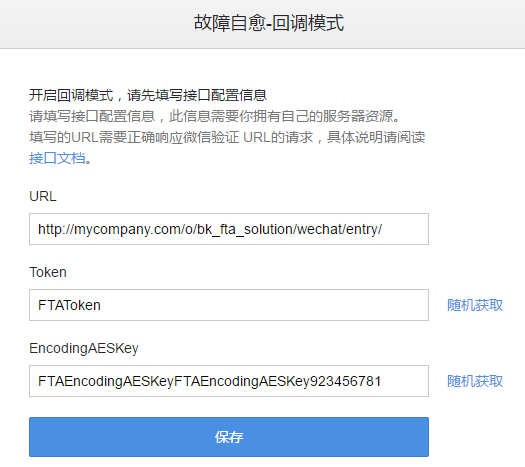 故障自愈-回调模式
开启回调模式，请先填写接口配置信息
请填写接口配置信息，此信息需要你拥有自己的服务器资源。
填写的URL需要正确响应微信验证 URL的请求，具体说明请阅读
接口文档。
URL
http://mycompany.com/o/bk_fta_solution/wechat/entry/
Token
FTAToken
随机获取
EncodingAESKey
FTAEncodingAESKeyFTAEncodingAESKey923456781
随机获取
保存